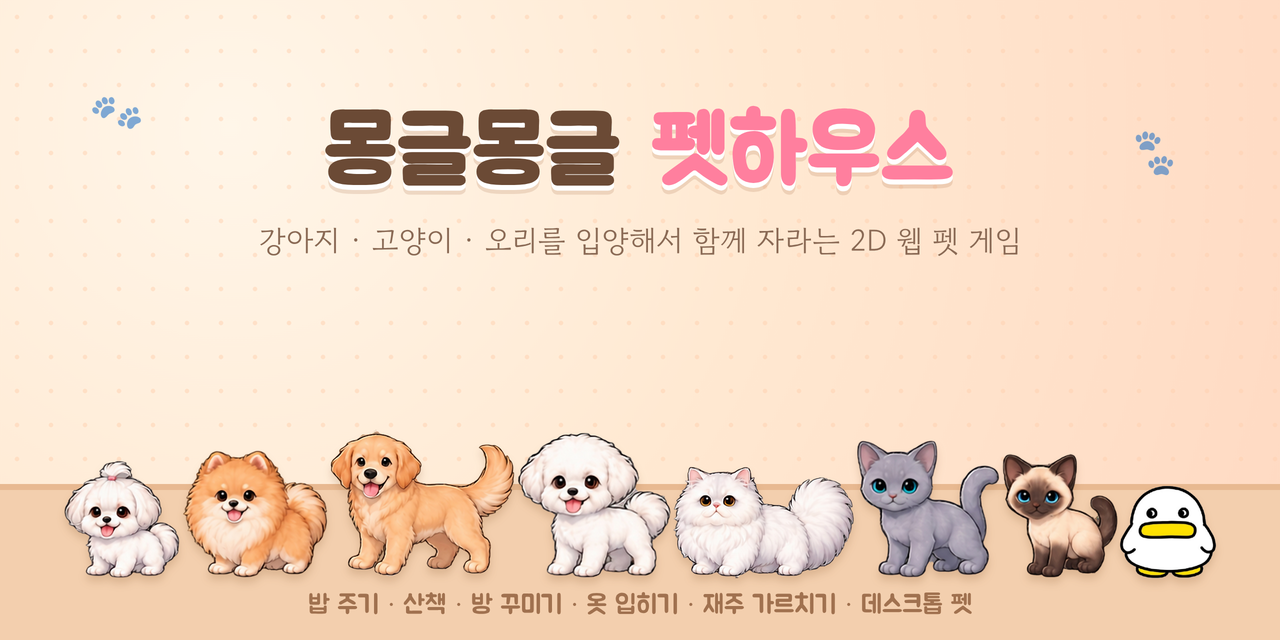 몽글몽글 펫하우스
강아지 · 고양이 · 오리를 입양해서 함께 자라는 2D 웹 펫 게임
밥 주기 · 산책 · 방 꾸미기 · 옷 입히기 · 재주 가르치기 · 데스크톱 펫